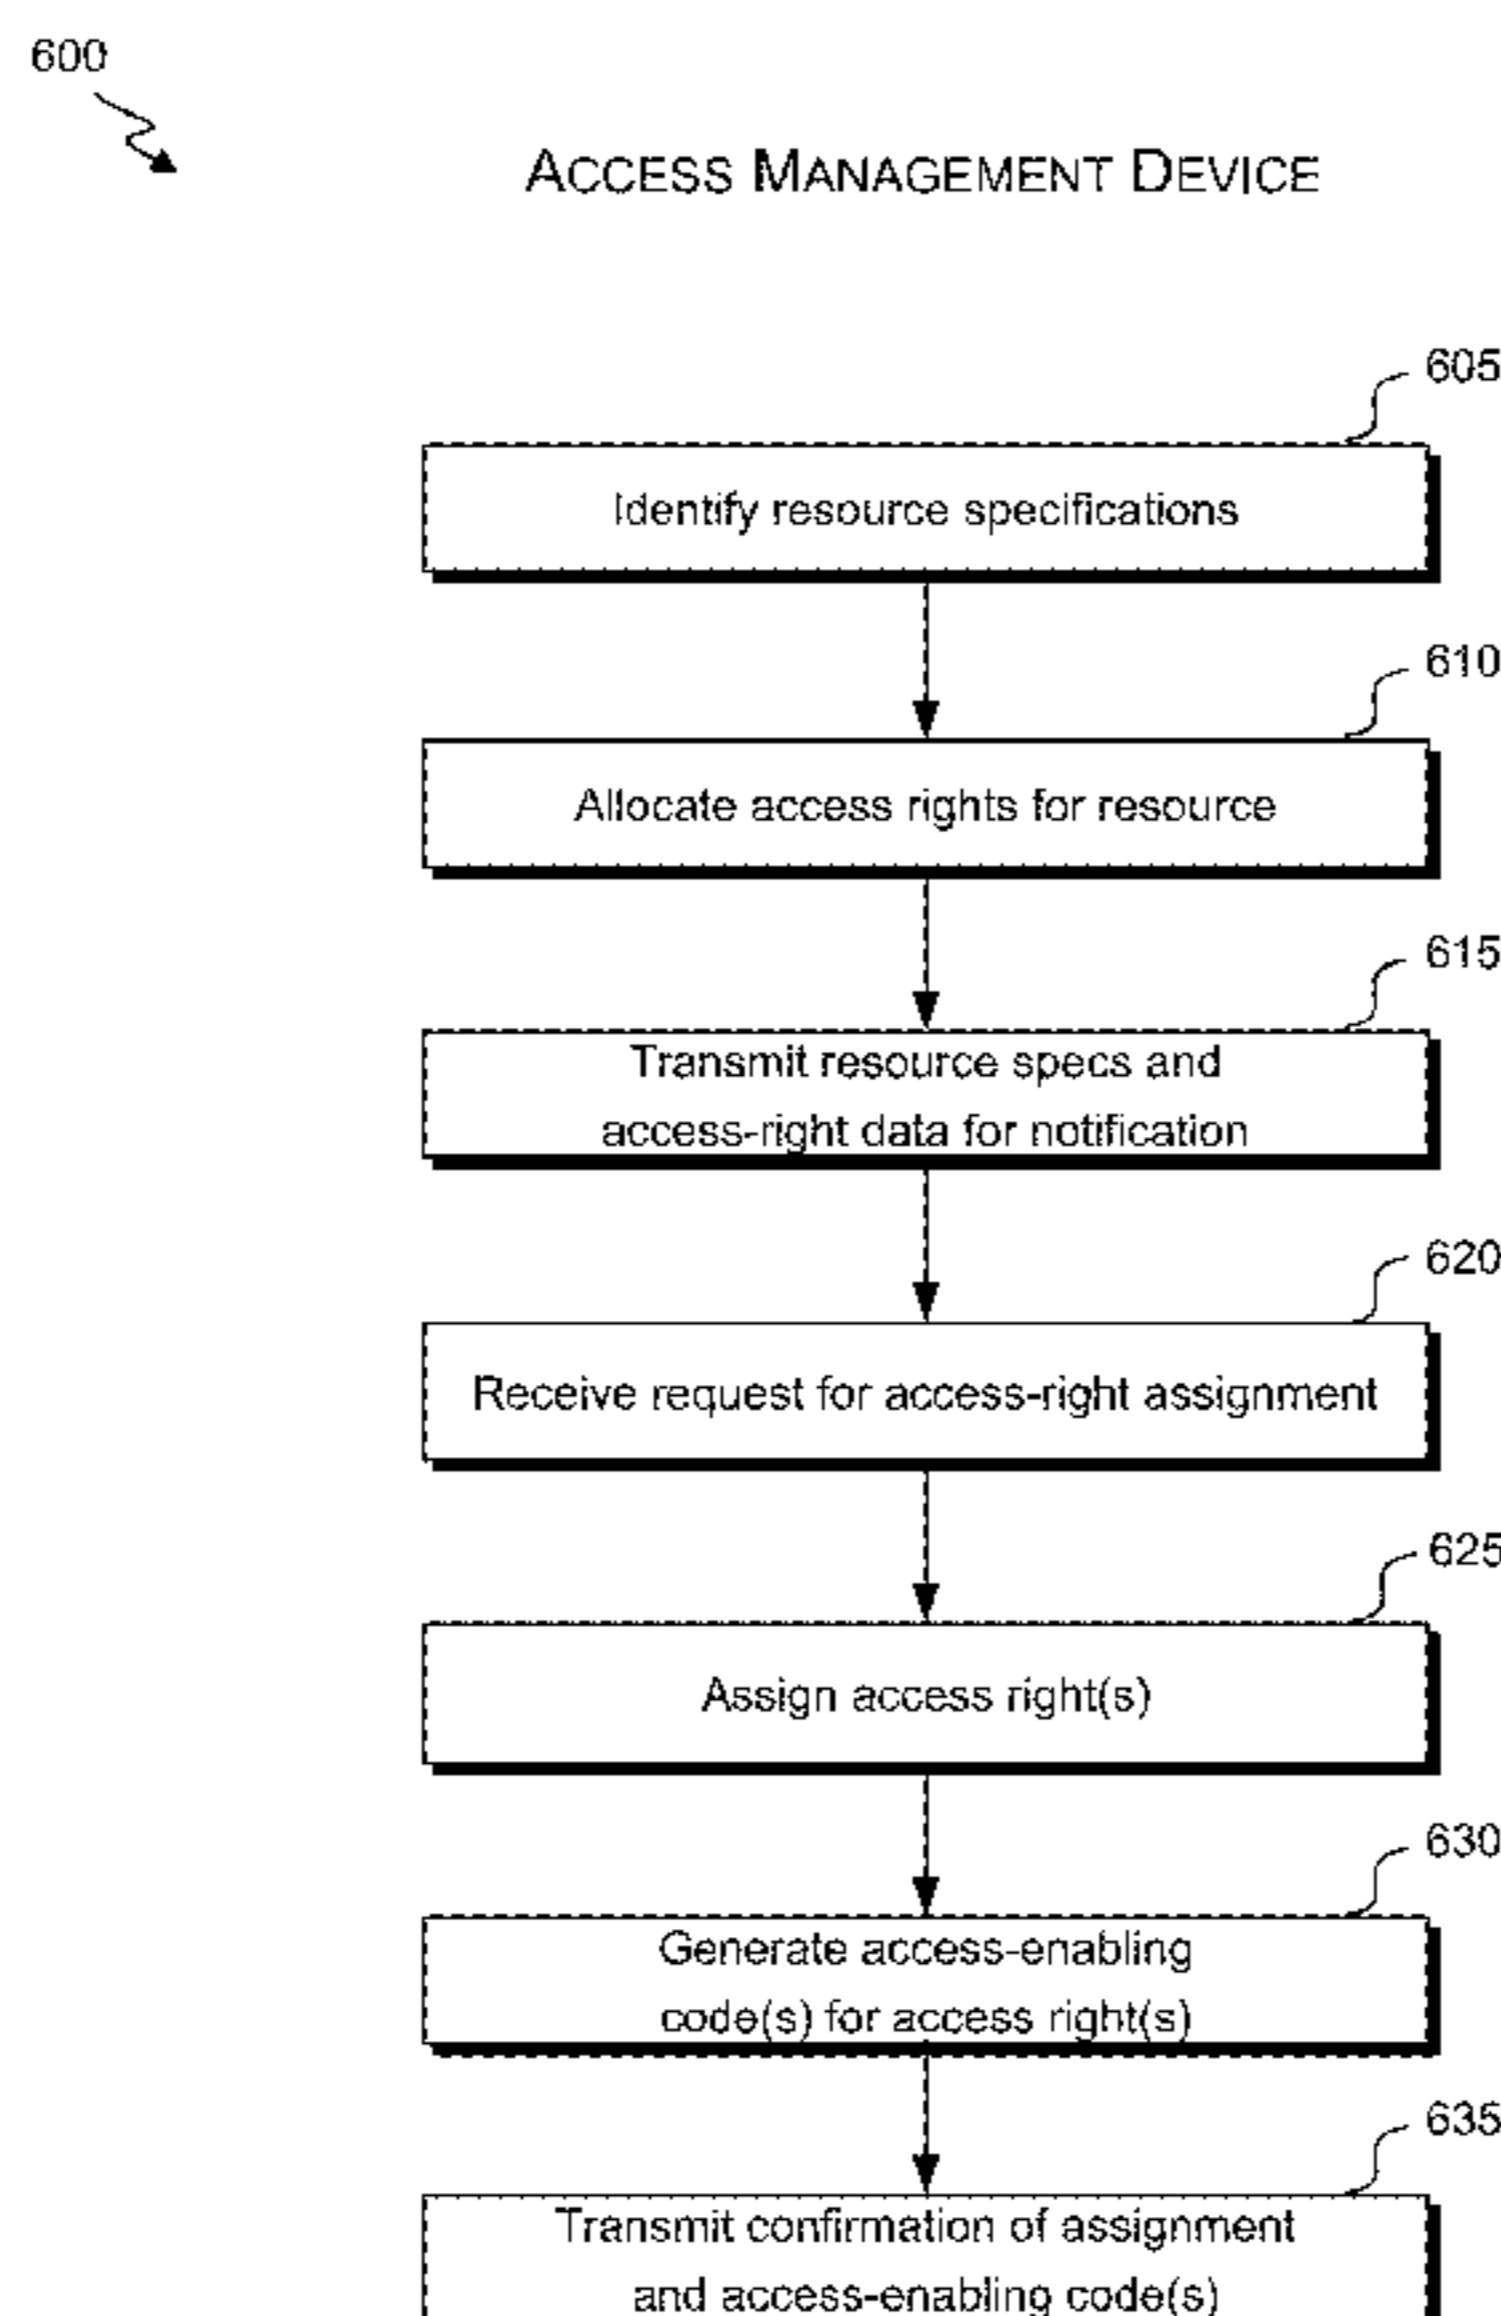 600
ACCESS MANAGEMENT DEVICE
605
Identify resource specifications
610
Allocate access rights for resource
615
Transmit resource specs and
access-right data for notification
620
Receive request for access-right assignment
625
Assign access right(s)
630
Generate access-enabling
code(s) for access right(s)
635
Transmit confirmation of assignment
and access-enabling code(s)